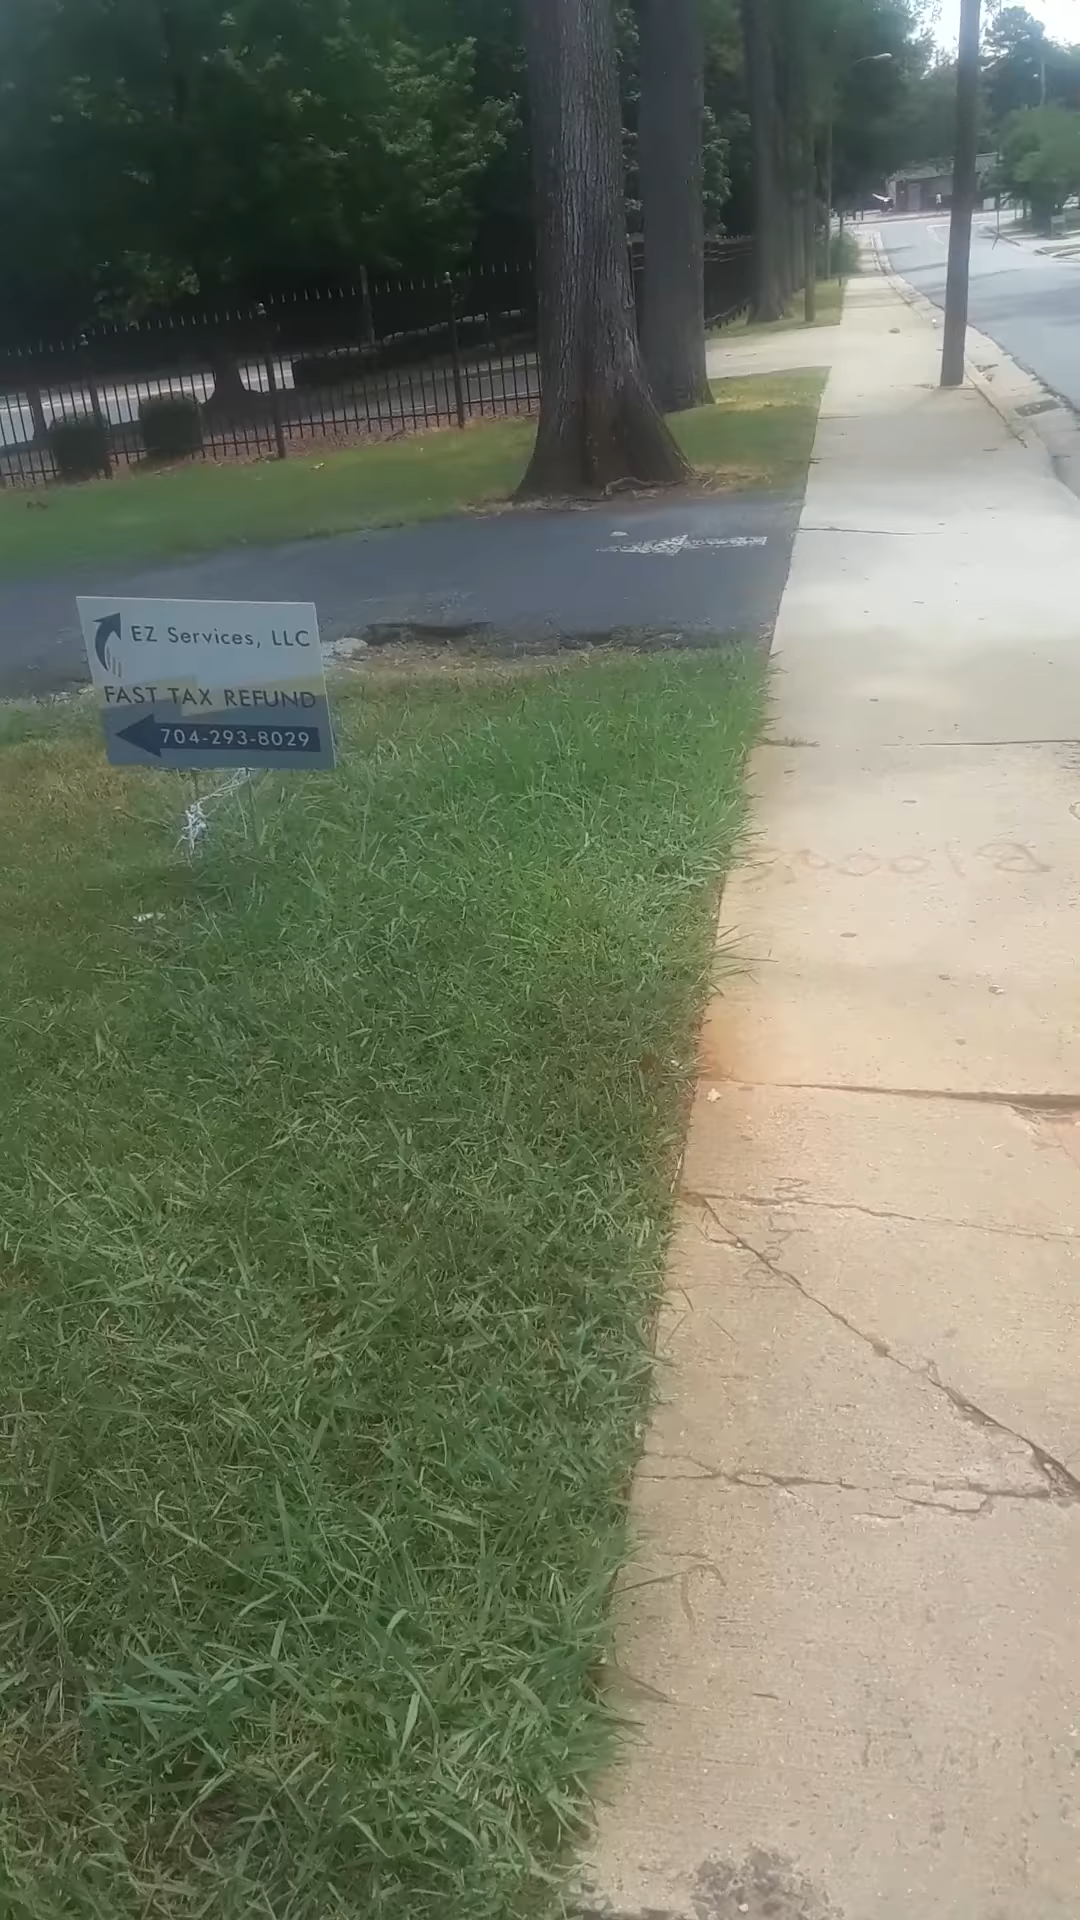 EZ Services, LLC
FAST TAX REFUND
704-293-8029